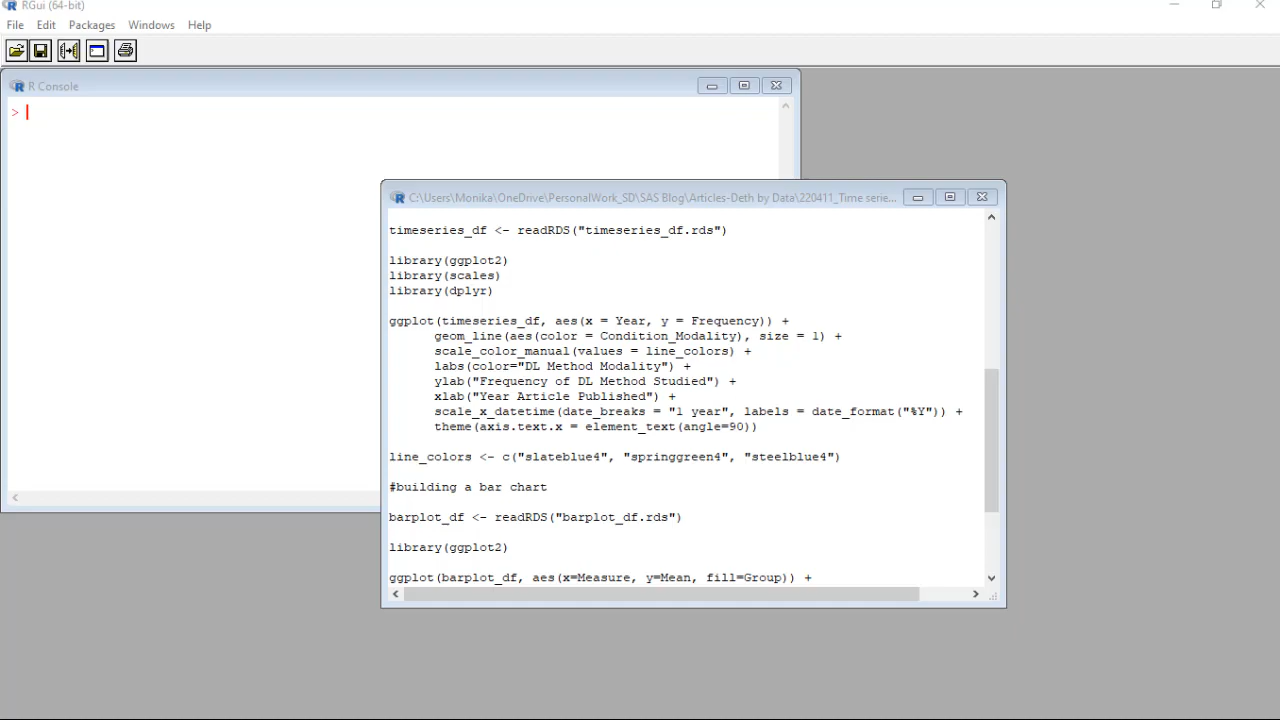 RGui (64-bit)
File Edit Packages Windows Help
R Console
>
C:\Users\Monika\OneDrive\PersonalWork_SD\SAS Blog\Articles-Deth by Data\220411_Time serie...
timeseries_df <- readRDS("timeseries_df.rds")
library(ggplot2)
library(scales)
library(dplyr)
ggplot(timeseries_df, aes(x = Year, y = Frequency)) +
geom_line(aes(color = Condition_Modality), size = 1) +
scale_color_manual(values = line_colors) +
labs(color="DL Method Modality") +
ylab("Frequency of DL Method Studied") +
xlab("Year Article Published") +
scale_x_datetime(date_breaks = "1 year", labels = date_format("%Y")) +
theme(axis.text.x = element_text(angle=90))
line_colors <- c("slateblue4", "springgreen4", "steelblue4")
#building a bar chart
barplot_df <- readRDS("barplot_df.rds")
library(ggplot2)
ggplot(barplot_df, aes(x=Measure, y=Mean, fill=Group)) +